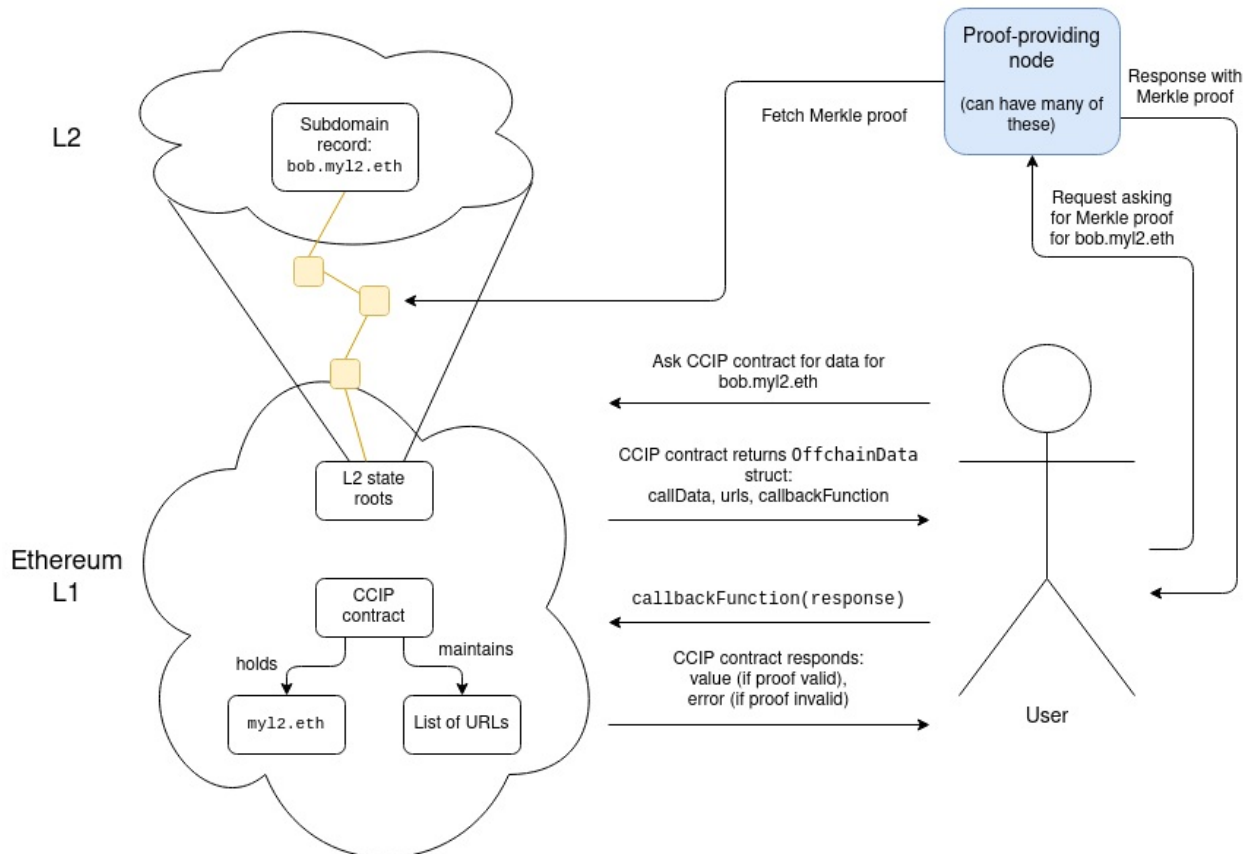 Proof-providing
node
(can have many of
these)
Response with
Merkle proof
Fetch Merkle proof
L2
Subdomain
record:
bob.myl2.eth
Request asking
for Merkle proof
for bob.myl2.eth
Ask CCIP contract for data for
bob.myl2.eth
CCIP contract returns OffchainData
struct:
callData, urls, callbackFunction
L2 state
roots
Ethereum
L1
CCIP
contract
callbackFunction(response)
holds
maintains
CCIP contract responds:
value (if proof valid),
error (if proof invalid)
myl2.eth
List of URLs
User